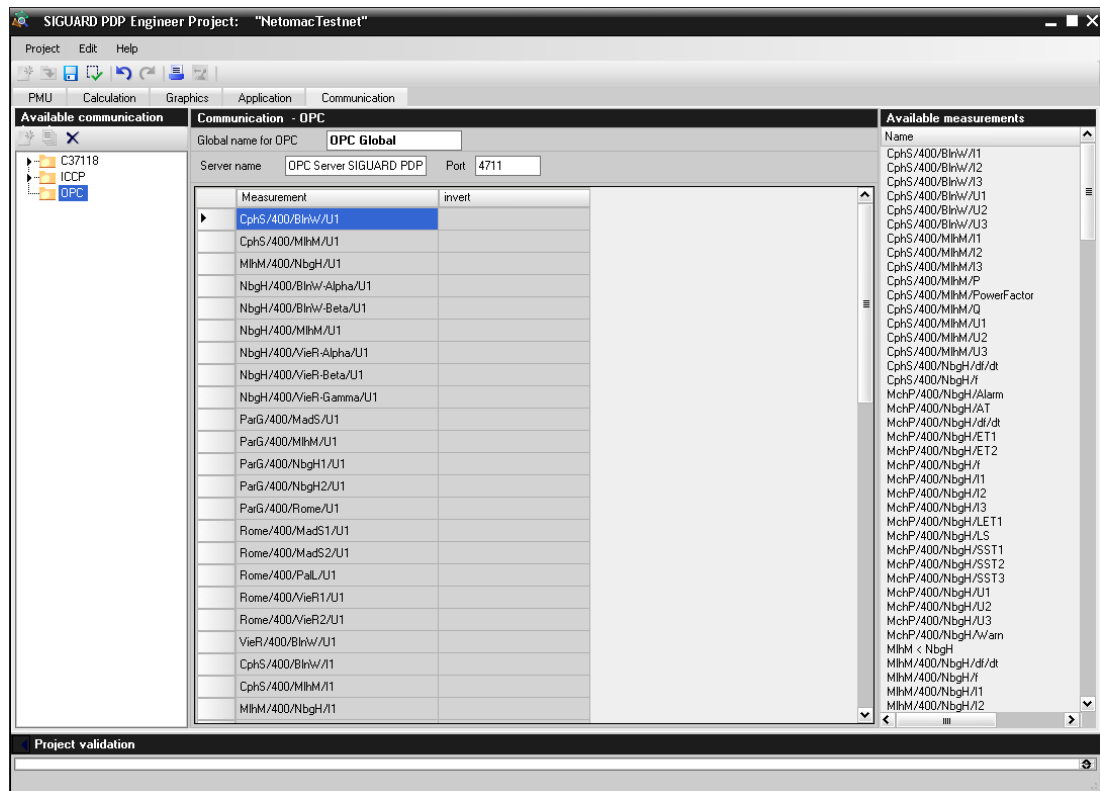 SIGUARD PDP Engineer Project: "NetomacTestnet"
Project Edit Help
PMU Calculation Graphics Application Communication
Available communication
C37118
ICCP
OPC
Communication - OPC
Global name for OPC OPC Global
Server name OPC Server SIGUARD PDP Port 4711
Measurement invert
CphS/400/BlnW/U1
CphS/400/MlhM/U1
MlhM/400/NbgH/U1
NbgH/400/BlnW-Alpha/U1
NbgH/400/BlnW-Beta/U1
NbgH/400/MlhM/U1
NbgH/400/VieR-Alpha/U1
NbgH/400/VieR-Beta/U1
NbgH/400/VieR-Gamma/U1
ParG/400/MadS/U1
ParG/400/MlhM/U1
ParG/400/NbgH1/U1
ParG/400/NbgH2/U1
ParG/400/Rome/U1
Rome/400/MadS1/U1
Rome/400/MadS2/U1
Rome/400/PalL/U1
Rome/400/VieR1/U1
Rome/400/VieR2/U1
VieR/400/BlnW/U1
CphS/400/BlnW/I1
CphS/400/MlhM/I1
MlhM/400/NbgH/I1
Available measurements
Name
CphS/400/BlnW/I1
CphS/400/BlnW/I2
CphS/400/BlnW/I3
CphS/400/BlnW/U1
CphS/400/BlnW/U2
CphS/400/BlnW/U3
CphS/400/MlhM/I1
CphS/400/MlhM/I2
CphS/400/MlhM/I3
CphS/400/MlhM/P
CphS/400/MlhM/PowerFactor
CphS/400/MlhM/Q
CphS/400/MlhM/U1
CphS/400/MlhM/U2
CphS/400/MlhM/U3
CphS/400/NbgH/df/dt
CphS/400/NbgH/f
MchP/400/NbgH/Alarm
MchP/400/NbgH/AT
MchP/400/NbgH/df/dt
MchP/400/NbgH/ET1
MchP/400/NbgH/ET2
MchP/400/NbgH/f
MchP/400/NbgH/I1
MchP/400/NbgH/I2
MchP/400/NbgH/I3
MchP/400/NbgH/LET1
MchP/400/NbgH/LS
MchP/400/NbgH/SST1
MchP/400/NbgH/SST2
MchP/400/NbgH/SST3
MchP/400/NbgH/U1
MchP/400/NbgH/U2
MchP/400/NbgH/U3
MchP/400/NbgH/Warn
MlhM < NbgH
MlhM/400/NbgH/df/dt
MlhM/400/NbgH/f
MlhM/400/NbgH/I1
MlhM/400/NbgH/I2
Project validation